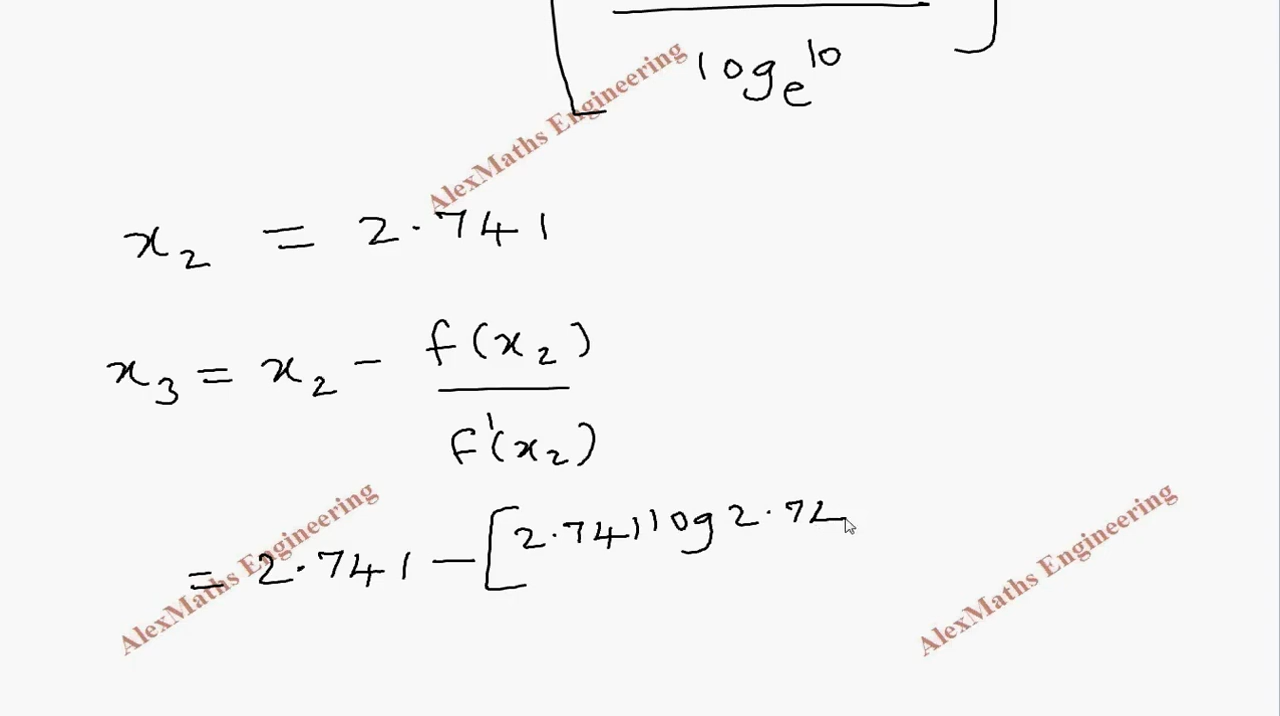 log_e 10
AlexMaths Engineering
x_2 = 2.741
x_3 = x_2 - f(x_2)
f'(x_2)
= 2.741 - [2.741 log 2.74
AlexMaths Engineering
AlexMaths Engineering